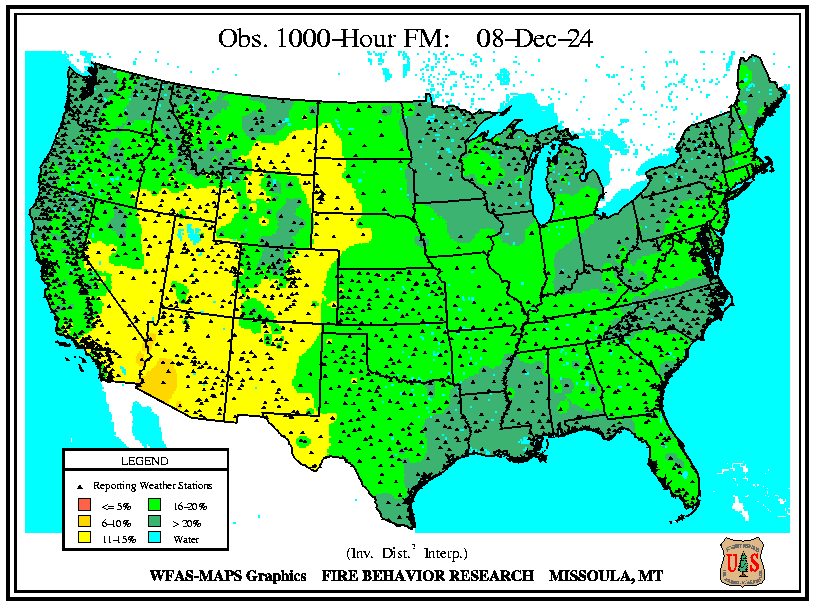 Obs. 1000-Hour FM: 08-Dec-24
LEGEND
Reporting Weather Stations
<= 5% 16-20%
6-10% > 20%
11-15% Water
(Inv. Dist.² Interp.)
WFAS-MAPS Graphics FIRE BEHAVIOR RESEARCH MISSOULA, MT
U S